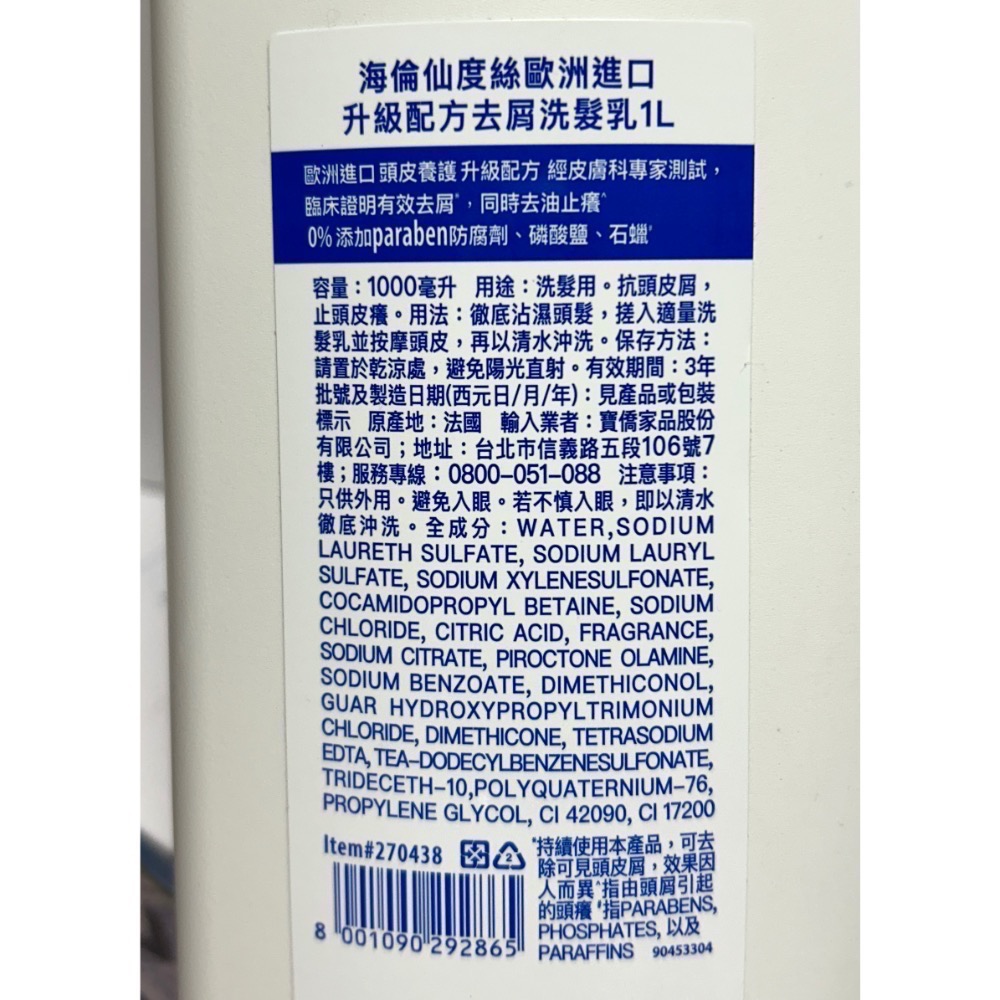 海倫仙度絲歐洲進口
升級配方去屑洗髮乳1L
歐洲進口 頭皮養護 升級配方 經皮膚科專家測試，
臨床證明有效去屑*，同時去油止癢^
0% 添加paraben防腐劑、磷酸鹽、石蠟#
容量：1000毫升 用途：洗髮用。抗頭皮屑，
止頭皮癢。用法：徹底沾濕頭髮，搓入適量洗
髮乳並按摩頭皮，再以清水沖洗。保存方法：
請置於乾涼處，避免陽光直射。有效期間：3年
批號及製造日期(西元日/月/年)：見產品或包裝
標示 原產地：法國 輸入業者：寶僑家品股份
有限公司；地址：台北市信義路五段106號7
樓；服務專線：0800-051-088 注意事項：
只供外用。避免入眼。若不慎入眼，即以清水
徹底沖洗。全成分：WATER,SODIUM
LAURETH SULFATE, SODIUM LAURYL
SULFATE, SODIUM XYLENESULFONATE,
COCAMIDOPROPYL BETAINE, SODIUM
CHLORIDE, CITRIC ACID, FRAGRANCE,
SODIUM CITRATE, PIROCTONE OLAMINE,
SODIUM BENZOATE, DIMETHICONOL,
GUAR HYDROXYPROPYLTRIMONIUM
CHLORIDE, DIMETHICONE, TETRASODIUM
EDTA, TEA-DODECYLBENZENESULFONATE,
TRIDECETH-10,POLYQUATERNIUM-76,
PROPYLENE GLYCOL, CI 42090, CI 17200
Item#270438
2
8 001090 292865
*持續使用本產品，可去
除可見頭皮屑，效果因
人而異^指由頭屑引起
的頭癢 #指PARABENS,
PHOSPHATES, 以及
PARAFFINS 90453304